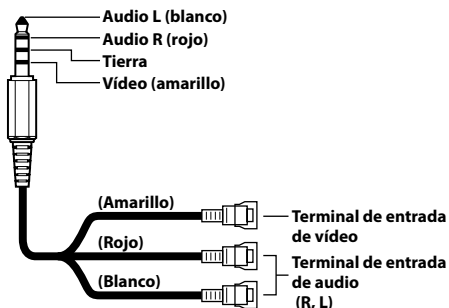 Audio L (blanco)
Audio R (rojo)
Tierra
Vídeo (amarillo)
(Amarillo)
Terminal de entrada
de vídeo
(Rojo)
Terminal de entrada
de audio
(R, L)
(Blanco)